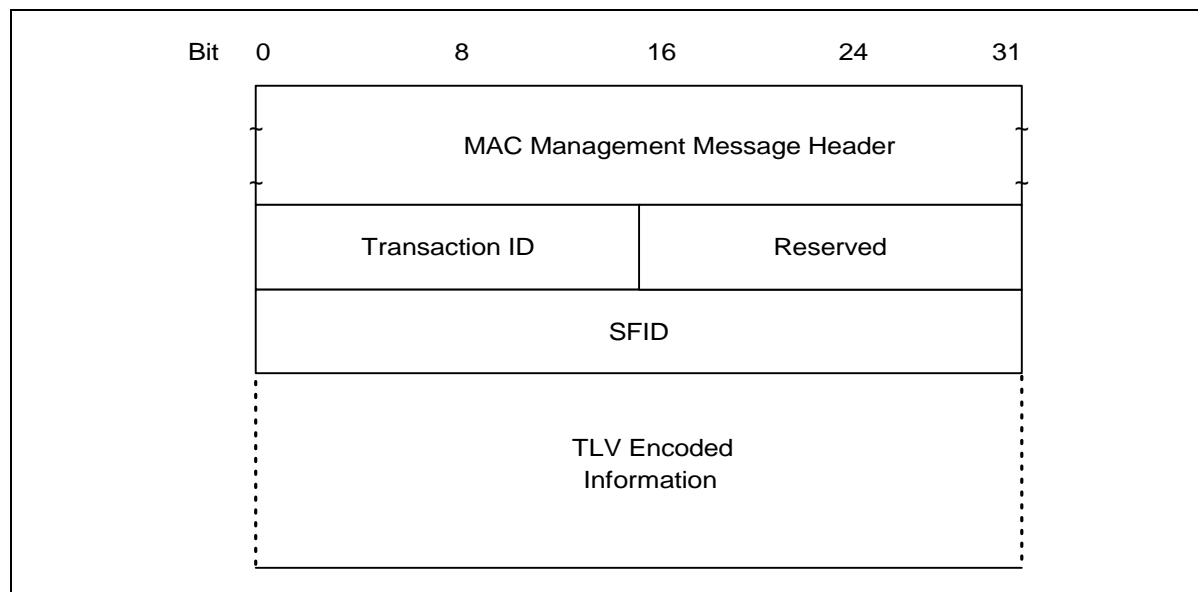 Bit 0 8 16 24 31
MAC Management Message Header
Transaction ID Reserved
SFID
TLV Encoded
Information